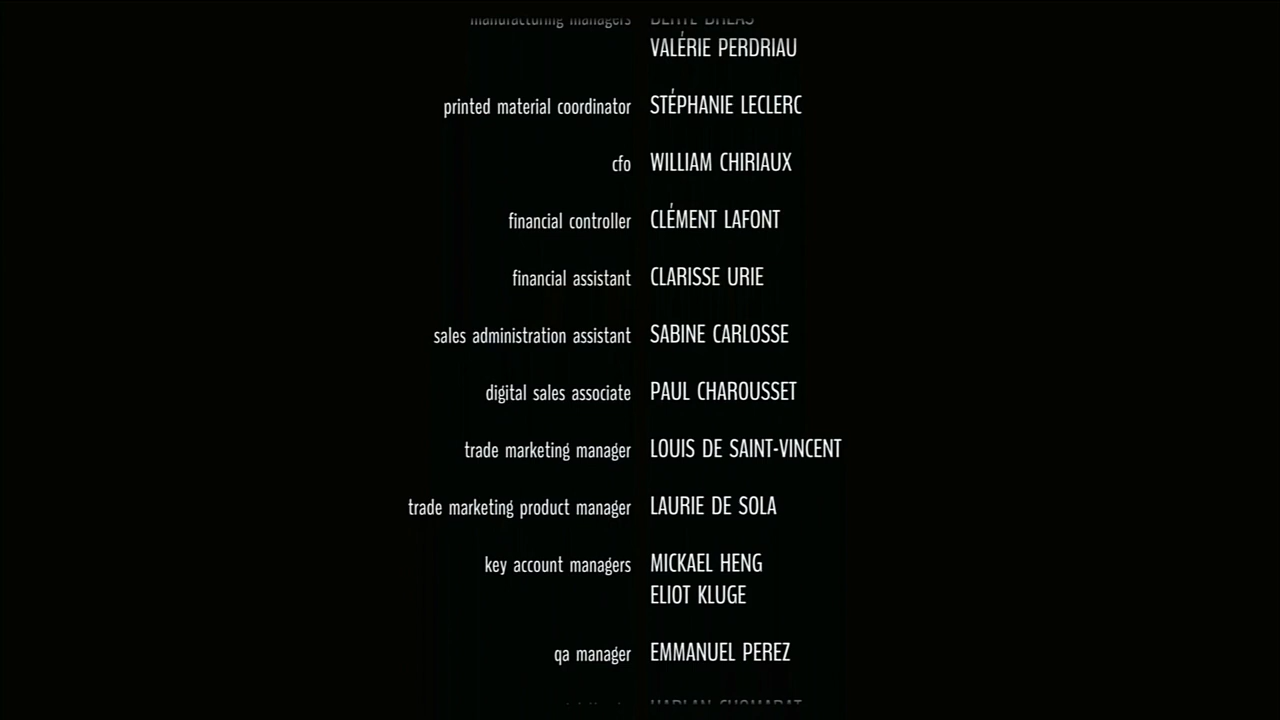 manufacturing managers
VALÉRIE PERDRIAU
printed material coordinator STÉPHANIE LECLERC
cfo WILLIAM CHIRIAUX
financial controller CLÉMENT LAFONT
financial assistant CLARISSE URIE
sales administration assistant SABINE CARLOSSE
digital sales associate PAUL CHAROUSSET
trade marketing manager LOUIS DE SAINT-VINCENT
trade marketing product manager LAURIE DE SOLA
key account managers MICKAEL HENG
ELIOT KLUGE
qa manager EMMANUEL PEREZ